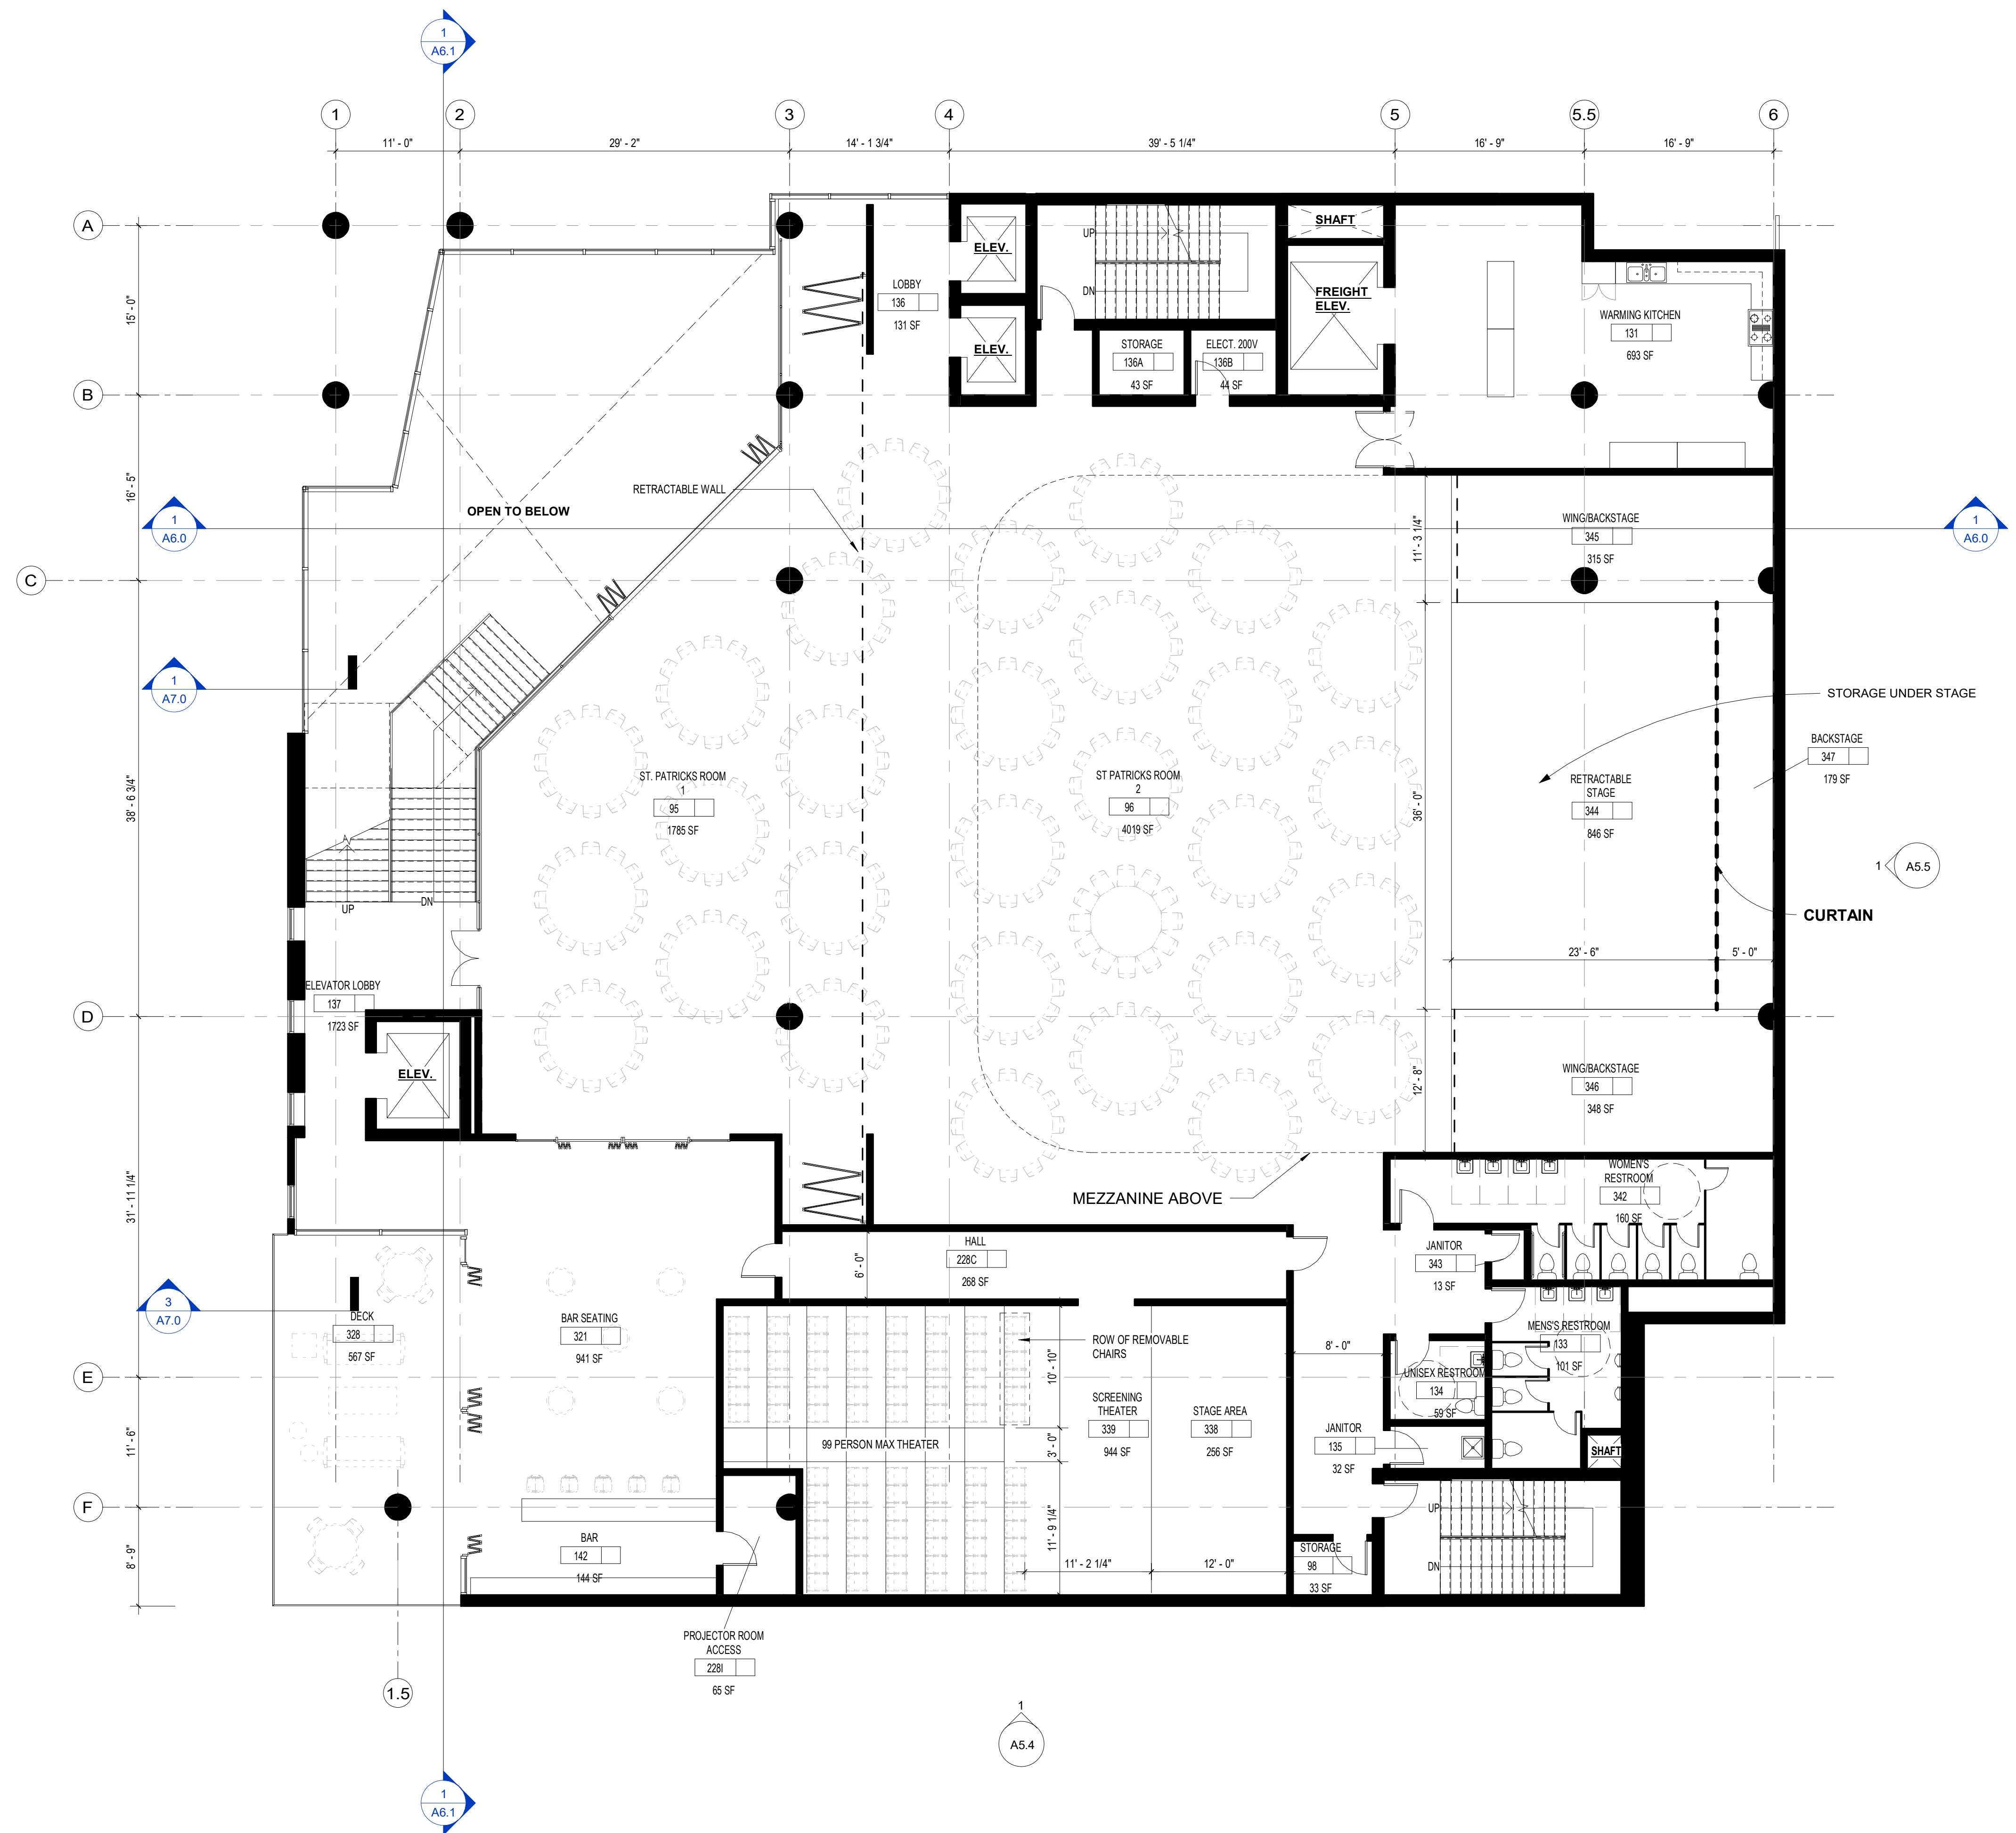 1
A6.1
1
2
3
4
5
5.5
6
11' - 0"
29' - 2"
14' - 1 3/4"
39' - 5 1/4"
16' - 9"
16' - 9"
A
B
C
D
E
F
15' - 0"
16' - 5"
38' - 6 3/4"
31' - 11 1/4"
11' - 6"
8' - 9"
ELEV.
ELEV.
UP
DN
SHAFT
FREIGHT
ELEV.
LOBBY
136
131 SF
STORAGE
136A
43 SF
ELECT. 200V
136B
44 SF
WARMING KITCHEN
131
693 SF
RETRACTABLE WALL
OPEN TO BELOW
1
A6.0
1
A6.0
WING/BACKSTAGE
345
315 SF
11' - 3 1/4"
1
A7.0
STORAGE UNDER STAGE
BACKSTAGE
347
179 SF
ST. PATRICKS ROOM
1
95
1785 SF
ST PATRICKS ROOM
2
96
4019 SF
RETRACTABLE
STAGE
344
846 SF
36' - 0"
1
A5.5
CURTAIN
UP
DN
23' - 6"
5' - 0"
ELEVATOR LOBBY
137
1723 SF
ELEV.
WING/BACKSTAGE
346
348 SF
12' - 8"
MEZZANINE ABOVE
WOMEN'S
RESTROOM
342
160 SF
HALL
228C
268 SF
6' - 0"
JANITOR
343
13 SF
3
A7.0
DECK
328
567 SF
BAR SEATING
321
941 SF
ROW OF REMOVABLE
CHAIRS
8' - 0"
MENS'S RESTROOM
133
101 SF
UNISEX RESTROOM
134
59 SF
10' - 10"
SCREENING
THEATER
339
944 SF
STAGE AREA
338
256 SF
99 PERSON MAX THEATER
3' - 0"
JANITOR
135
32 SF
SHAFT
11' - 9 1/4"
UP
DN
BAR
142
144 SF
11' - 2 1/4"
12' - 0"
STORAGE
98
33 SF
PROJECTOR ROOM
ACCESS
228I
65 SF
1.5
1
A5.4
1
A6.1